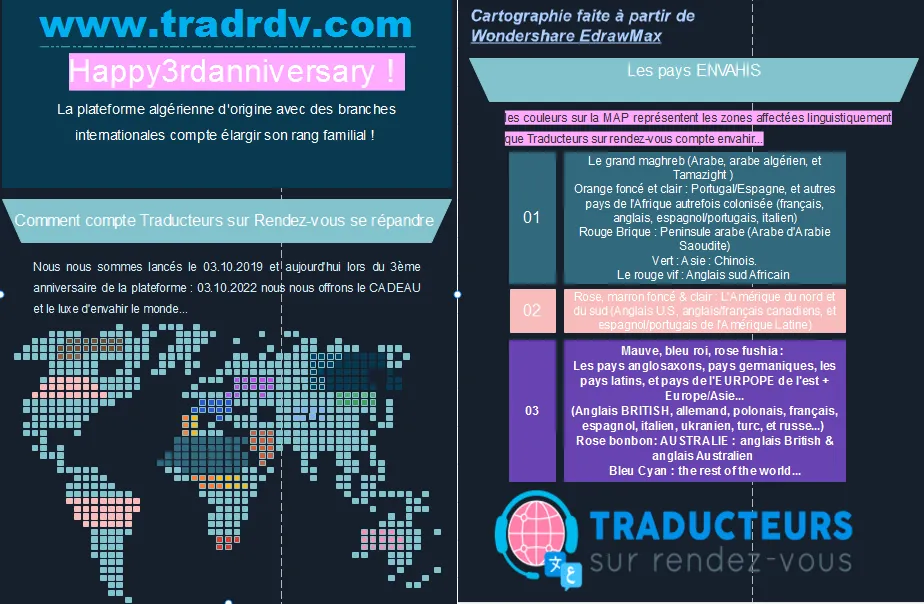 www.tradrdv.com
Happy3rdanniversary !
La plateforme algérienne d'origine avec des branches
internationales compte élargir son rang familial !
Comment compte Traducteurs sur Rendez-vous se répandre
Nous nous sommes lancés le 03.10.2019 et aujourd'hui lors du 3ème
anniversaire de la plateforme : 03.10.2022 nous nous offrons le CADEAU
et le luxe d'envahir le monde...
Cartographie faite à partir de
Wondershare EdrawMax
Les pays ENVAHIS
les couleurs sur la MAP représentent les zones affectées linguistiquement
que Traducteurs sur rendez-vous compte envahir...
01
Le grand maghreb (Arabe, arabe algérien, et
Tamazight )
Orange foncé et clair : Portugal/Espagne, et autres
pays de l'Afrique autrefois colonisée (français,
anglais, espagnol/portugais, italien)
Rouge Brique : Peninsule arabe (Arabe d'Arabie
Saoudite)
Vert : Asie : Chinois.
Le rouge vif : Anglais sud Africain
02
Rose, marron foncé & clair : L'Amérique du nord et
du sud (Anglais U.S. anglais/français canadiens, et
espagnol/portugais de l'Amérique Latine)
03
Mauve, bleu roi, rose fushia :
Les pays anglosaxons, pays germaniques, les
pays latins, et pays de l'EURPOPE de l'est +
Europe/Asie...
(Anglais BRITISH, allemand, polonais, français,
espagnol, italien, ukranien, turc, et russe...)
Rose bonbon: AUSTRALIE : anglais British &
anglais Australien
Bleu Cyan : the rest of the world...
TRADUCTEURS
sur rendez-vous
文
ع